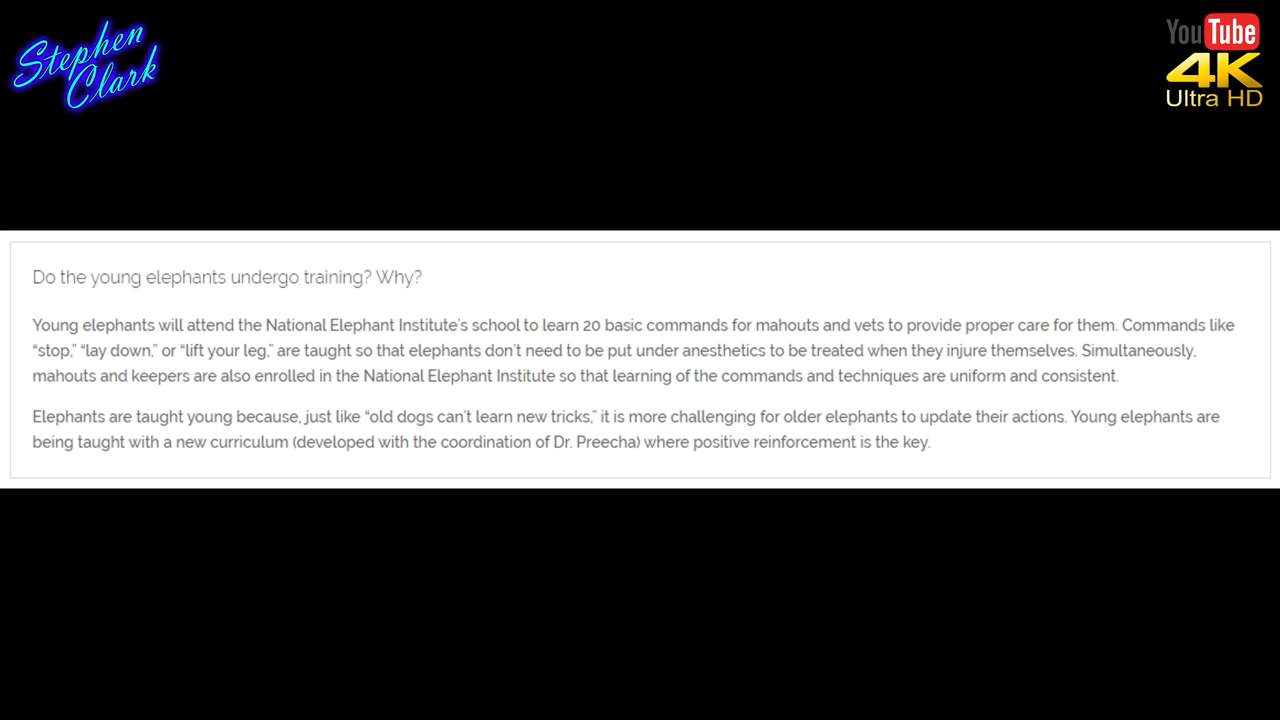 Stephen
Clark
YouTube
4K
Ultra HD
Do the young elephants undergo training? Why?
Young elephants will attend the National Elephant Institute's school to learn 20 basic commands for mahouts and vets to provide proper care for them. Commands like
“stop,” “lay down,” or “lift your leg,” are taught so that elephants don't need to be put under anesthetics to be treated when they injure themselves. Simultaneously,
mahouts and keepers are also enrolled in the National Elephant Institute so that learning of the commands and techniques are uniform and consistent.
Elephants are taught young because, just like “old dogs can't learn new tricks,” it is more challenging for older elephants to update their actions. Young elephants are
being taught with a new curriculum (developed with the coordination of Dr. Preecha) where positive reinforcement is the key.